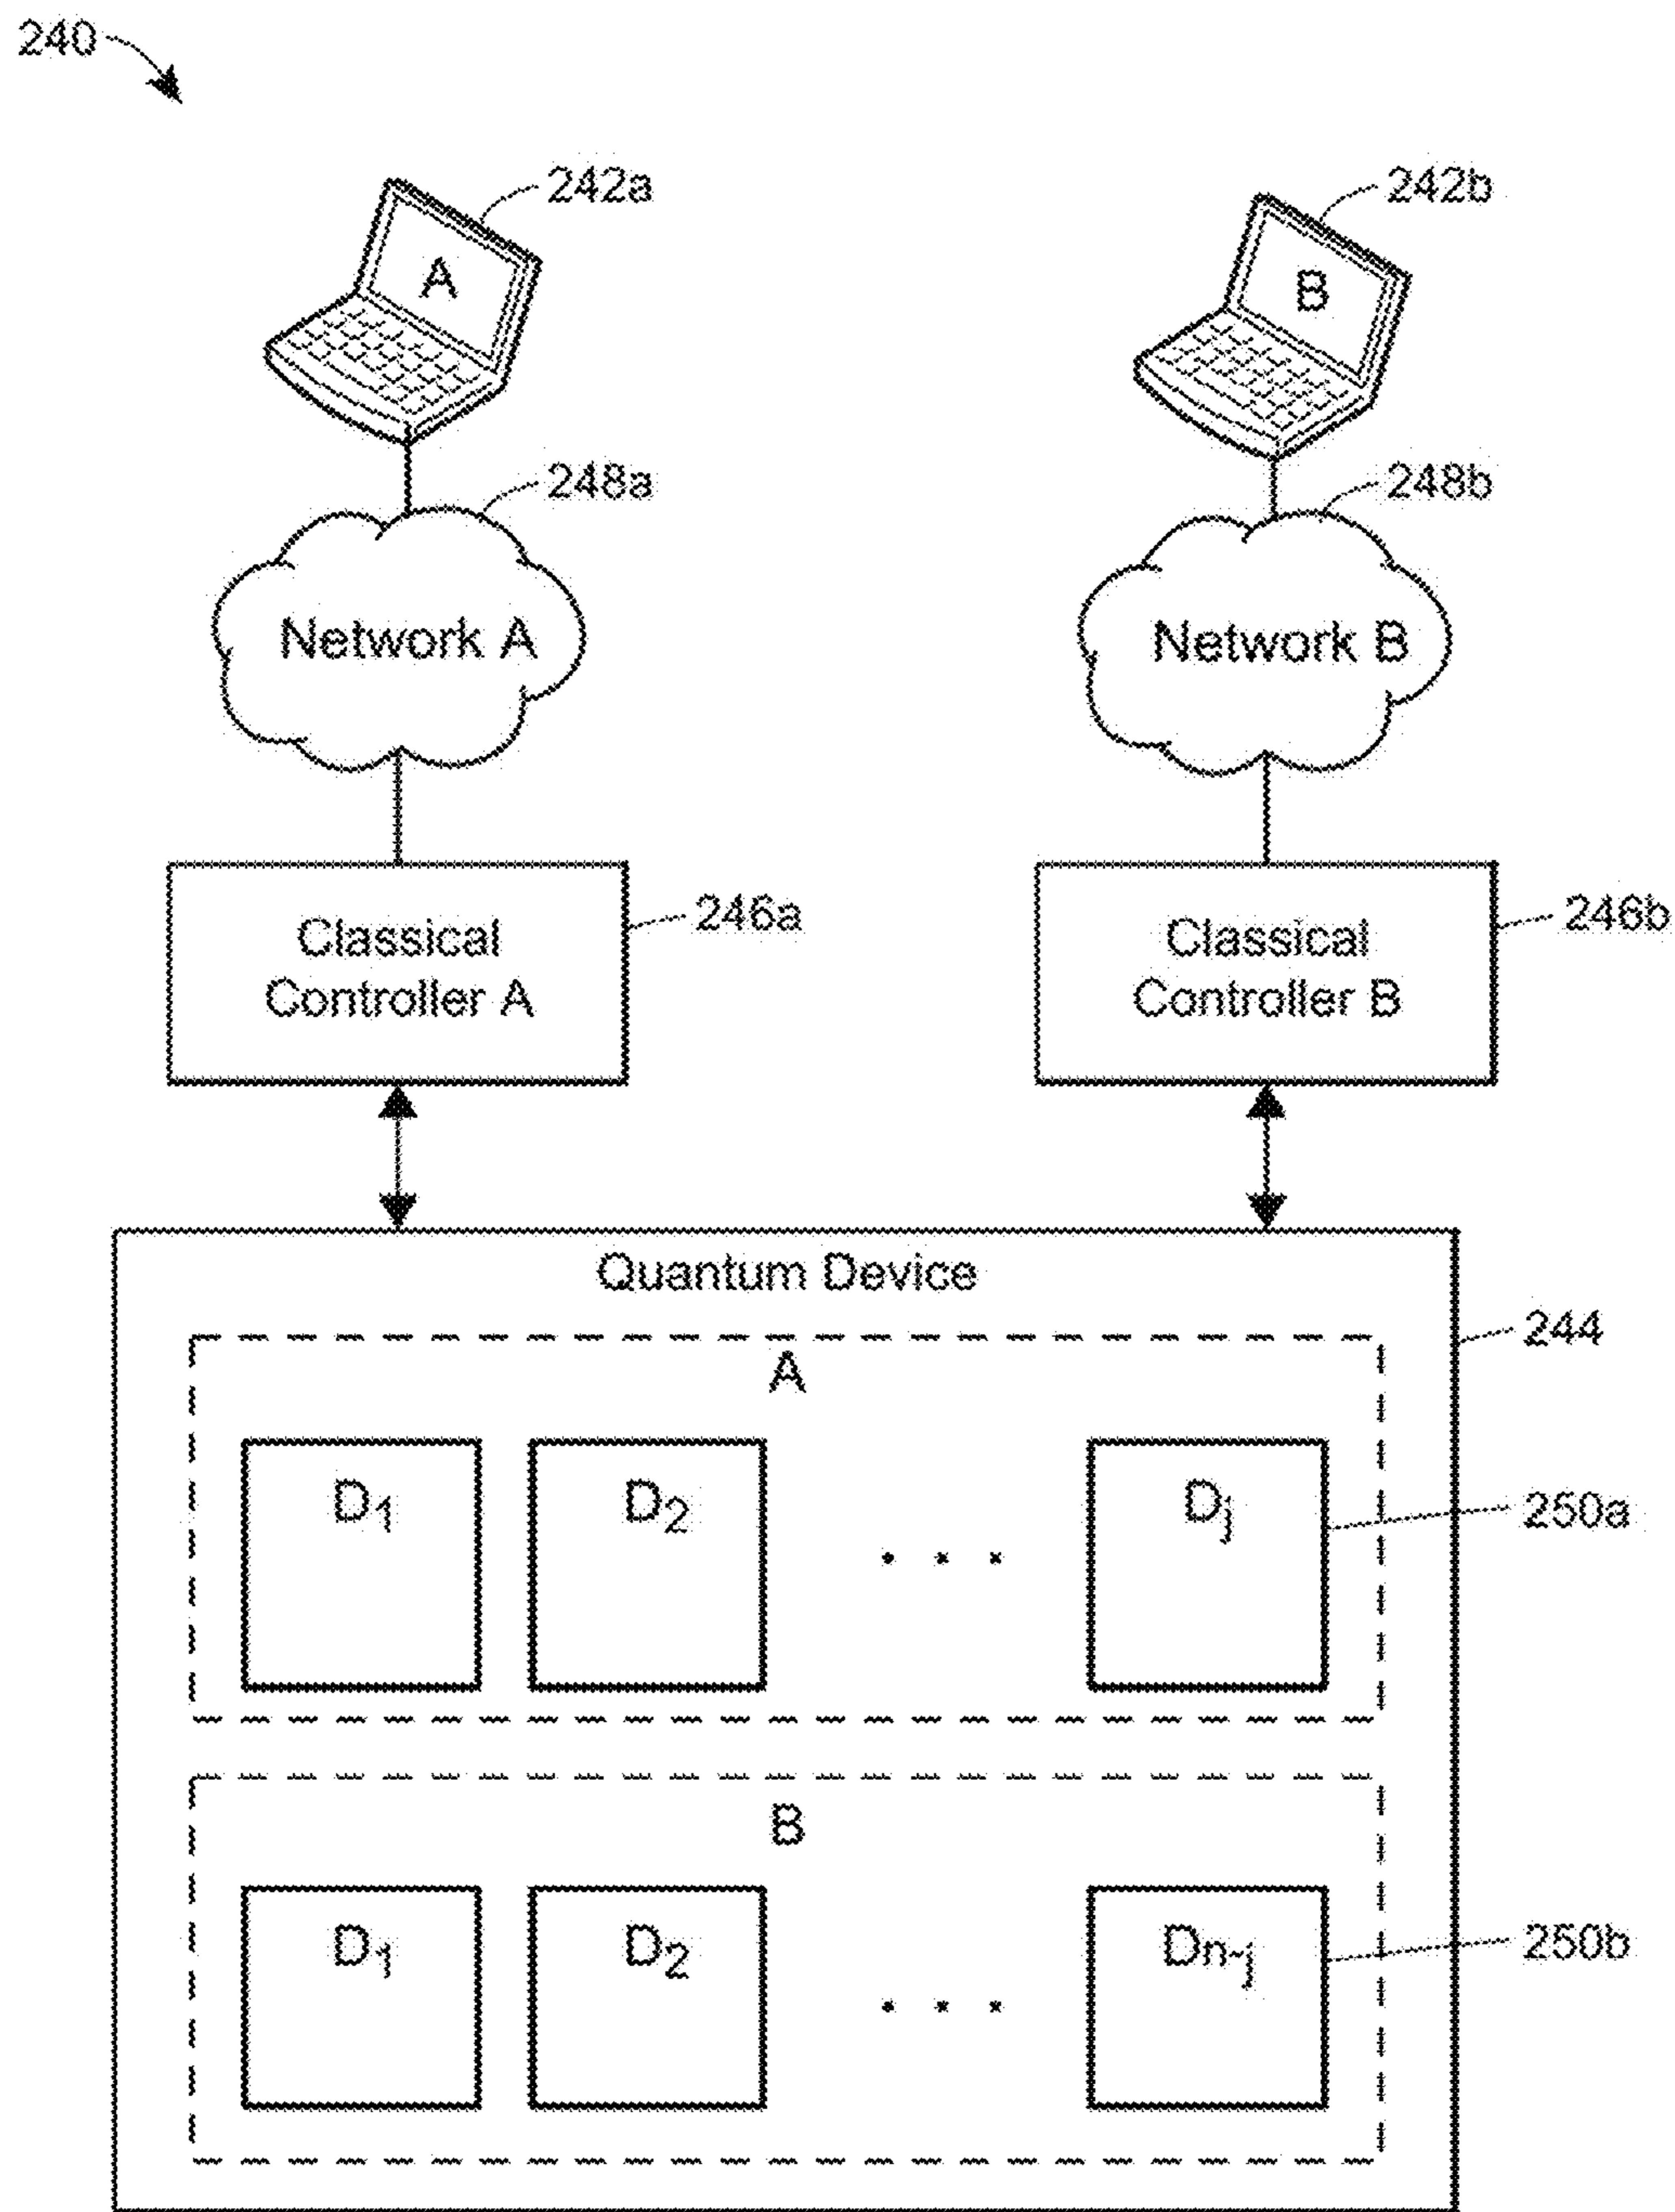 240
242a
242b
A
B
248a
248b
Network A
Network B
Classical
Controller A
246a
Classical
Controller B
246b
Quantum Device
244
A
D1
D2
. . .
Dj
250a
B
D1
D2
. . .
Dn-j
250b